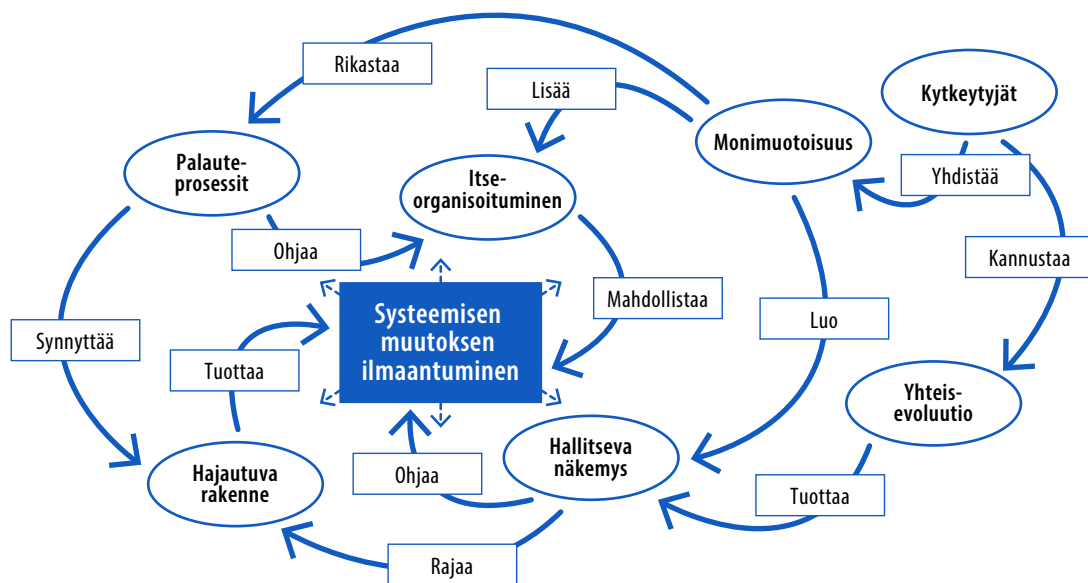 Rikastaa
Lisää
Kytkeytyjät
Monimuotoisuus
Palaute-
prosessit
Itse-
organisoituminen
Yhdistää
Ohjaa
Kannustaa
Mahdollistaa
Systeemisen
muutoksen
ilmaantuminen
Luo
Synnyttää
Tuottaa
Yhteis-
evoluutio
Hallitseva
näkemys
Ohjaa
Hajautuva
rakenne
Tuottaa
Rajaa